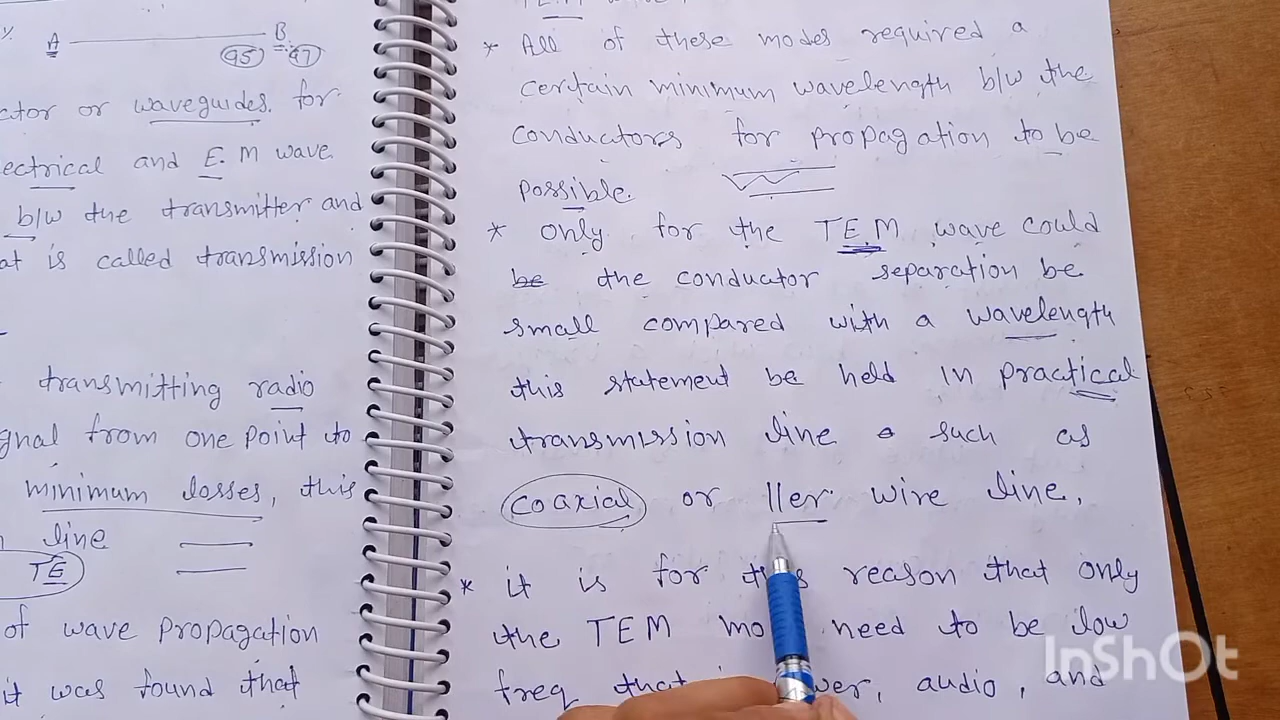 A B
95 97
ator or waveguides for
ectrical and E.M wave
b/w the transmitter and
at is called transmission
transmitting radio
gnal from one point to
minimum losses, this
line
TE
of wave propagation
it was found that
* All of these modes required a
certain minimum wavelength b/w the
conductors for propagation to be
possible.
* only for the TEM wave could
be the conductor separation be
small compared with a wavelength
this statement be held in practical
transmission line such as
coaxial or ller wire line,
* it is for this reason that only
the TEM need to be low
freq and audio, and
InShOt